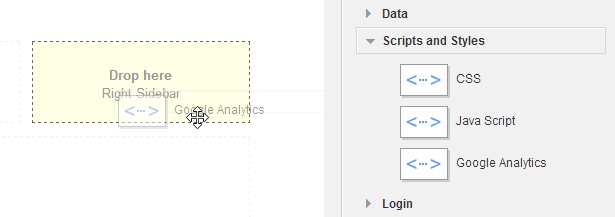 Drop here
Right Sidebar
<···> Google Analytics
Data
Scripts and Styles
<···> CSS
<···> Java Script
<···> Google Analytics
Login